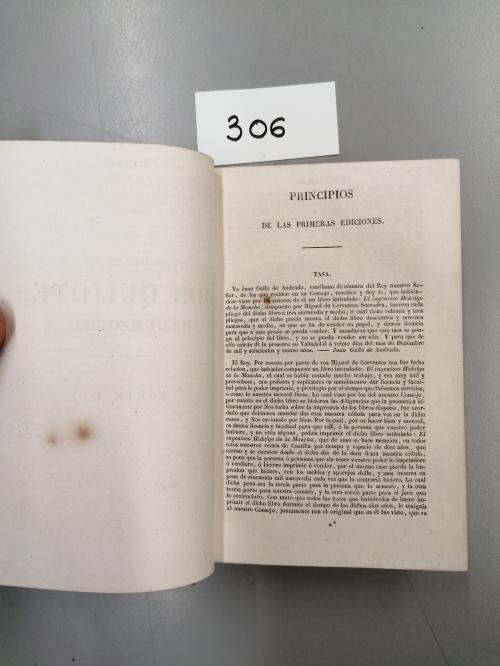 306
PRINCIPIOS
DE LAS PRIMERAS EDICIONES.
TASA.
Yo Juan Gallo de Andrada, escribano de cámara del Rey nuestro Se-
ñor, de los que residen en su Consejo, certifico y doy fe, que habién-
dose visto por los señores de él un libro intitulado: El ingenioso Hidalgo
de la Mancha, compuesto por Miguel de Cervantes Saavedra, tasaron cada
pliego del dicho libro á tres maravedis y medio, el cual tiene ochenta y tres
pliegos, que al dicho precio monta el dicho libro doscientos y noventa
maravedis y medio, en que se ha de vender en papel, y dieron licencia
para que á este precio se pueda vender. Y mandaron que esta tasa se pon-
ga al principio del libro, y no se pueda vender sin ella. Y para que de
ello conste di la presente en Valladolid á veinte dias del mes de Diciembre
de mil y seiscientos y cuatro años. — Juan Gallo de Andrada.
El Rey. Por cuanto por parte de vos Miguel de Cervantes nos fue fecha
relacion, que habíades compuesto un libro intitulado: El ingenioso Hidalgo
de la Mancha, el cual os habia costado mucho trabajo, y era muy útil y
provechoso, nos pedistes y suplicastes os mandásemos dar licencia y facul-
tad para le poder imprimir, y privilegio por el tiempo que fuésemos servidos,
ó como la nuestra merced fuese. Lo cual visto por los del nuestro Consejo,
por cuanto en el dicho libro se hicieron las diligencias que la premática úl-
timamente por Nos fecha sobre la impresion de los libros dispone, fue acor-
dado que debíamos mandar dar esta nuestra cédula para vos en la dicha
razon, y Nos tuvímoslo por bien. Por la cual, por os hacer bien y merced,
os damos licencia y facultad para que vos, ó la persona que vuestro poder
hubiere, y no otra alguna, podais imprimir el dicho libro intitulado: El
ingenioso Hidalgo de la Mancha, que de suso se hace mencion, en todos
estos nuestros reinos de Castilla por tiempo y espacio de diez años, que
corran y se cuenten desde el dicho dia de la data desta nuestra cédula,
so pena que la persona ó personas que sin tener vuestro poder lo imprimiere
ó vendiere, ó hiciere imprimir ó vender, por el mesmo caso pierda la im-
presion que hiciere, con los moldes y aparejos della, y mas incurra en
pena de cincuenta mil maravedis cada vez que lo contrario hiciere. La cual
dicha pena sea la tercia parte para la persona que lo acusare, y la otra
tercia parte para nuestra cámara, y la otra tercia parte para el juez que
lo sentenciare. Con tanto que todas las veces que hubiéredes de hacer im-
primir el dicho libro durante el tiempo de los dichos diez años, le traigais
al nuestro Consejo, juntamente con el original que en él fue visto, que va